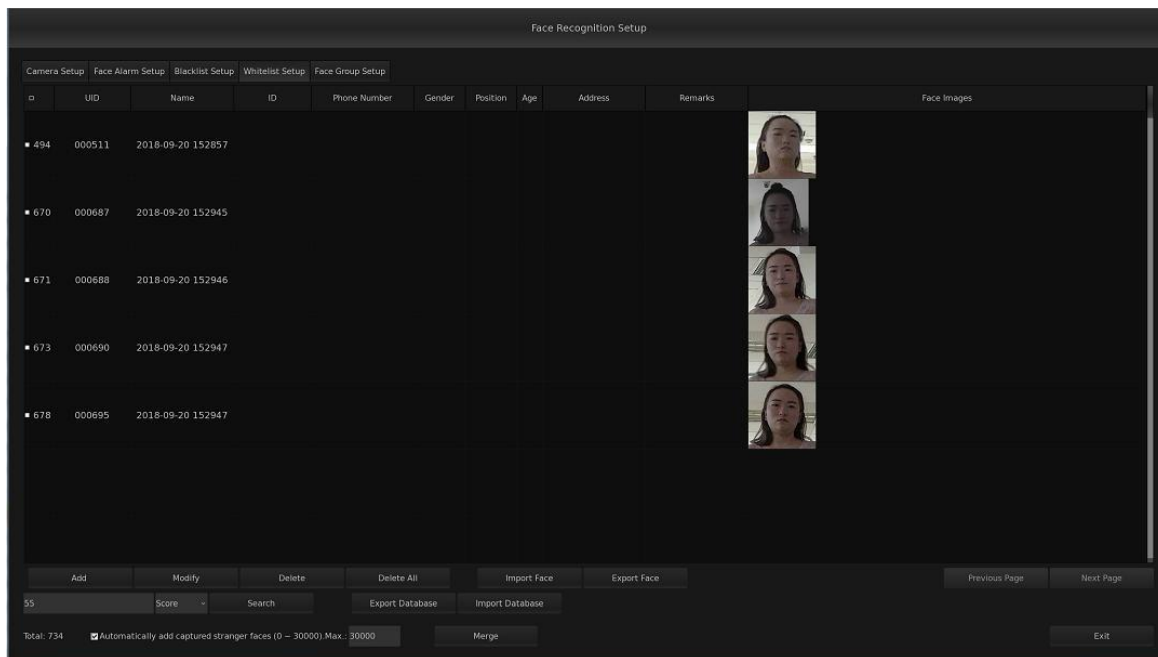 Face Recognition Setup
Camera Setup Face Alarm Setup Blacklist Setup Whitelist Setup Face Group Setup
UID Name ID Phone Number Gender Position Age Address Remarks Face Images
494 000511 2018-09-20 152857
670 000687 2018-09-20 152945
671 000688 2018-09-20 152946
673 000690 2018-09-20 152947
678 000695 2018-09-20 152947
Add Modify Delete Delete All Import Face Export Face Previous Page Next Page
55 Score Search Export Database Import Database
Total: 734 Automatically add captured stranger faces (0 — 30000).Max.: 30000 Merge Exit